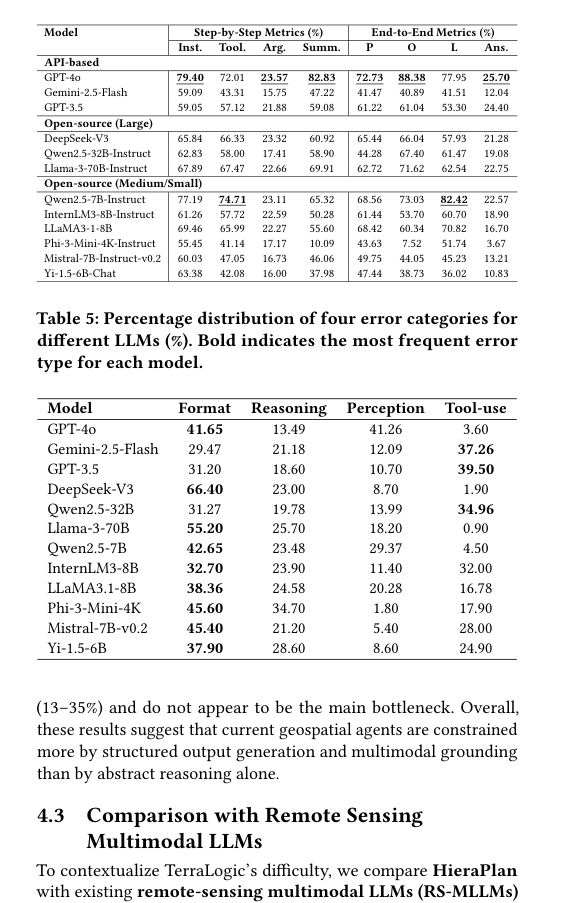 Model Step-by-Step Metrics (%) End-to-End Metrics (%)
Inst. Tool. Arg. Summ. P O L Ans.
API-based
GPT-4o 79.40 72.01 23.57 82.83 72.73 88.38 77.95 25.70
Gemini-2.5-Flash 59.09 43.31 15.75 47.22 41.47 40.89 41.51 12.04
GPT-3.5 59.05 57.12 21.88 59.08 61.22 61.04 53.30 24.40
Open-source (Large)
DeepSeek-V3 65.84 66.33 23.32 60.92 65.44 66.04 57.93 21.28
Qwen2.5-32B-Instruct 62.83 58.00 17.41 58.90 44.28 67.40 61.47 19.08
Llama-3-70B-Instruct 67.89 67.47 22.66 69.91 62.72 71.62 62.54 22.75
Open-source (Medium/Small)
Qwen2.5-7B-Instruct 77.19 74.71 23.11 65.32 68.56 73.03 82.42 22.57
InternLM3-8B-Instruct 61.26 57.72 22.59 50.28 61.44 53.70 60.70 18.90
LLaMA3-1-8B 69.46 65.99 22.27 55.60 68.42 60.34 70.82 16.70
Phi-3-Mini-4K-Instruct 55.45 41.14 17.17 10.09 43.63 7.52 51.74 3.67
Mistral-7B-Instruct-v0.2 60.03 47.05 16.73 46.06 49.75 44.05 45.23 13.21
Yi-1.5-6B-Chat 63.38 42.08 16.00 37.98 47.44 38.73 36.02 10.83
Table 5: Percentage distribution of four error categories for
different LLMs (%). Bold indicates the most frequent error
type for each model.
Model Format Reasoning Perception Tool-use
GPT-4o 41.65 13.49 41.26 3.60
Gemini-2.5-Flash 29.47 21.18 12.09 37.26
GPT-3.5 31.20 18.60 10.70 39.50
DeepSeek-V3 66.40 23.00 8.70 1.90
Qwen2.5-32B 31.27 19.78 13.99 34.96
Llama-3-70B 55.20 25.70 18.20 0.90
Qwen2.5-7B 42.65 23.48 29.37 4.50
InternLM3-8B 32.70 23.90 11.40 32.00
LLaMA3.1-8B 38.36 24.58 20.28 16.78
Phi-3-Mini-4K 45.60 34.70 1.80 17.90
Mistral-7B-v0.2 45.40 21.20 5.40 28.00
Yi-1.5-6B 37.90 28.60 8.60 24.90
(13–35%) and do not appear to be the main bottleneck. Overall,
these results suggest that current geospatial agents are constrained
more by structured output generation and multimodal grounding
than by abstract reasoning alone.
4.3 Comparison with Remote Sensing
Multimodal LLMs
To contextualize TerraLogic's difficulty, we compare HieraPlan
with existing remote-sensing multimodal LLMs (RS-MLLMs)